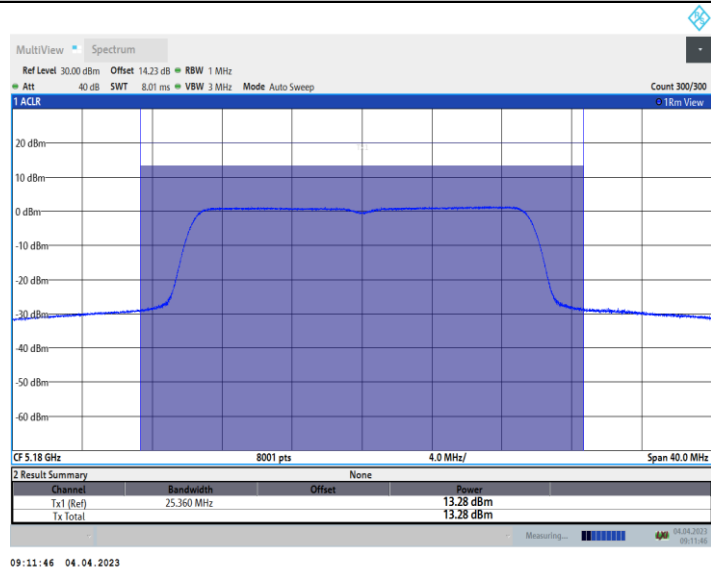 MultiView Spectrum
Ref Level 30.00 dBm Offset 14.23 dB RBW 1 MHz
Att 40 dB SWT 8.01 ms VBW 3 MHz Mode Auto Sweep Count 300/300
1 ACLR 1Rm View
20 dBm
10 dBm
0 dBm
-10 dBm
-20 dBm
-30 dBm
-40 dBm
-50 dBm
-60 dBm
CF 5.18 GHz 8001 pts 4.0 MHz/ Span 40.0 MHz
2 Result Summary None
Channel Bandwidth Offset Power
Tx1 (Ref) 25.360 MHz 13.28 dBm
Tx Total 13.28 dBm
Measuring... 04.04.2023
09:11:46
09:11:46 04.04.2023